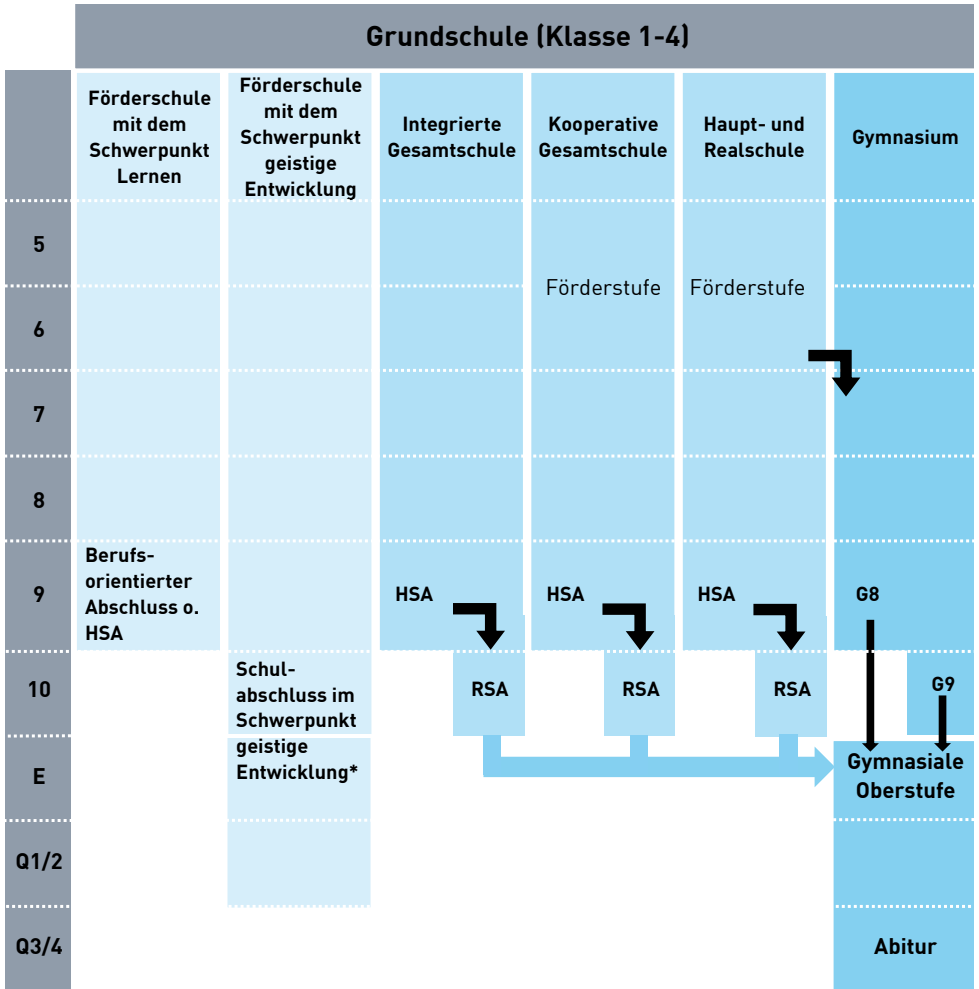 Grundschule (Klasse 1-4)
Förderschule
mit dem
Schwerpunkt
Lernen
Förderschule
mit dem
Schwerpunkt
geistige
Entwicklung
Integrierte
Gesamtschule
Kooperative
Gesamtschule
Haupt- und
Realschule
Gymnasium
5
Förderstufe
Förderstufe
6
7
8
9
Berufs-
orientierter
Abschluss o.
HSA
HSA
HSA
HSA
G8
10
Schul-
abschluss im
Schwerpunkt
geistige
Entwicklung*
RSA
RSA
RSA
G9
E
Gymnasiale
Oberstufe
Q1/2
Q3/4
Abitur